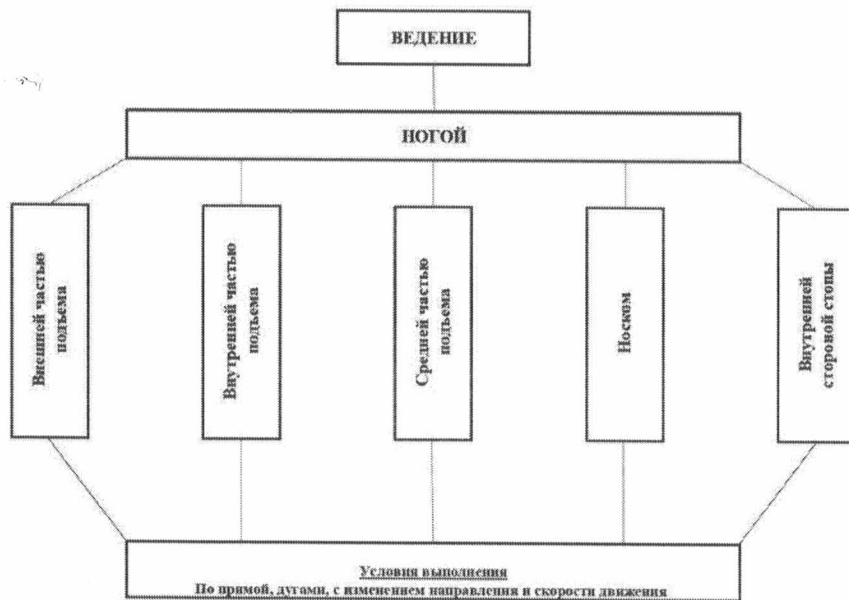 ВЕДЕНИЕ
НОГОЙ
Внешней частью
подъема
Внутренней частью
подъема
Средней частью
подъема
Носком
Внутренней
стороной стопы
Условия выполнения
По прямой, дугами, с изменением направления и скорости движения